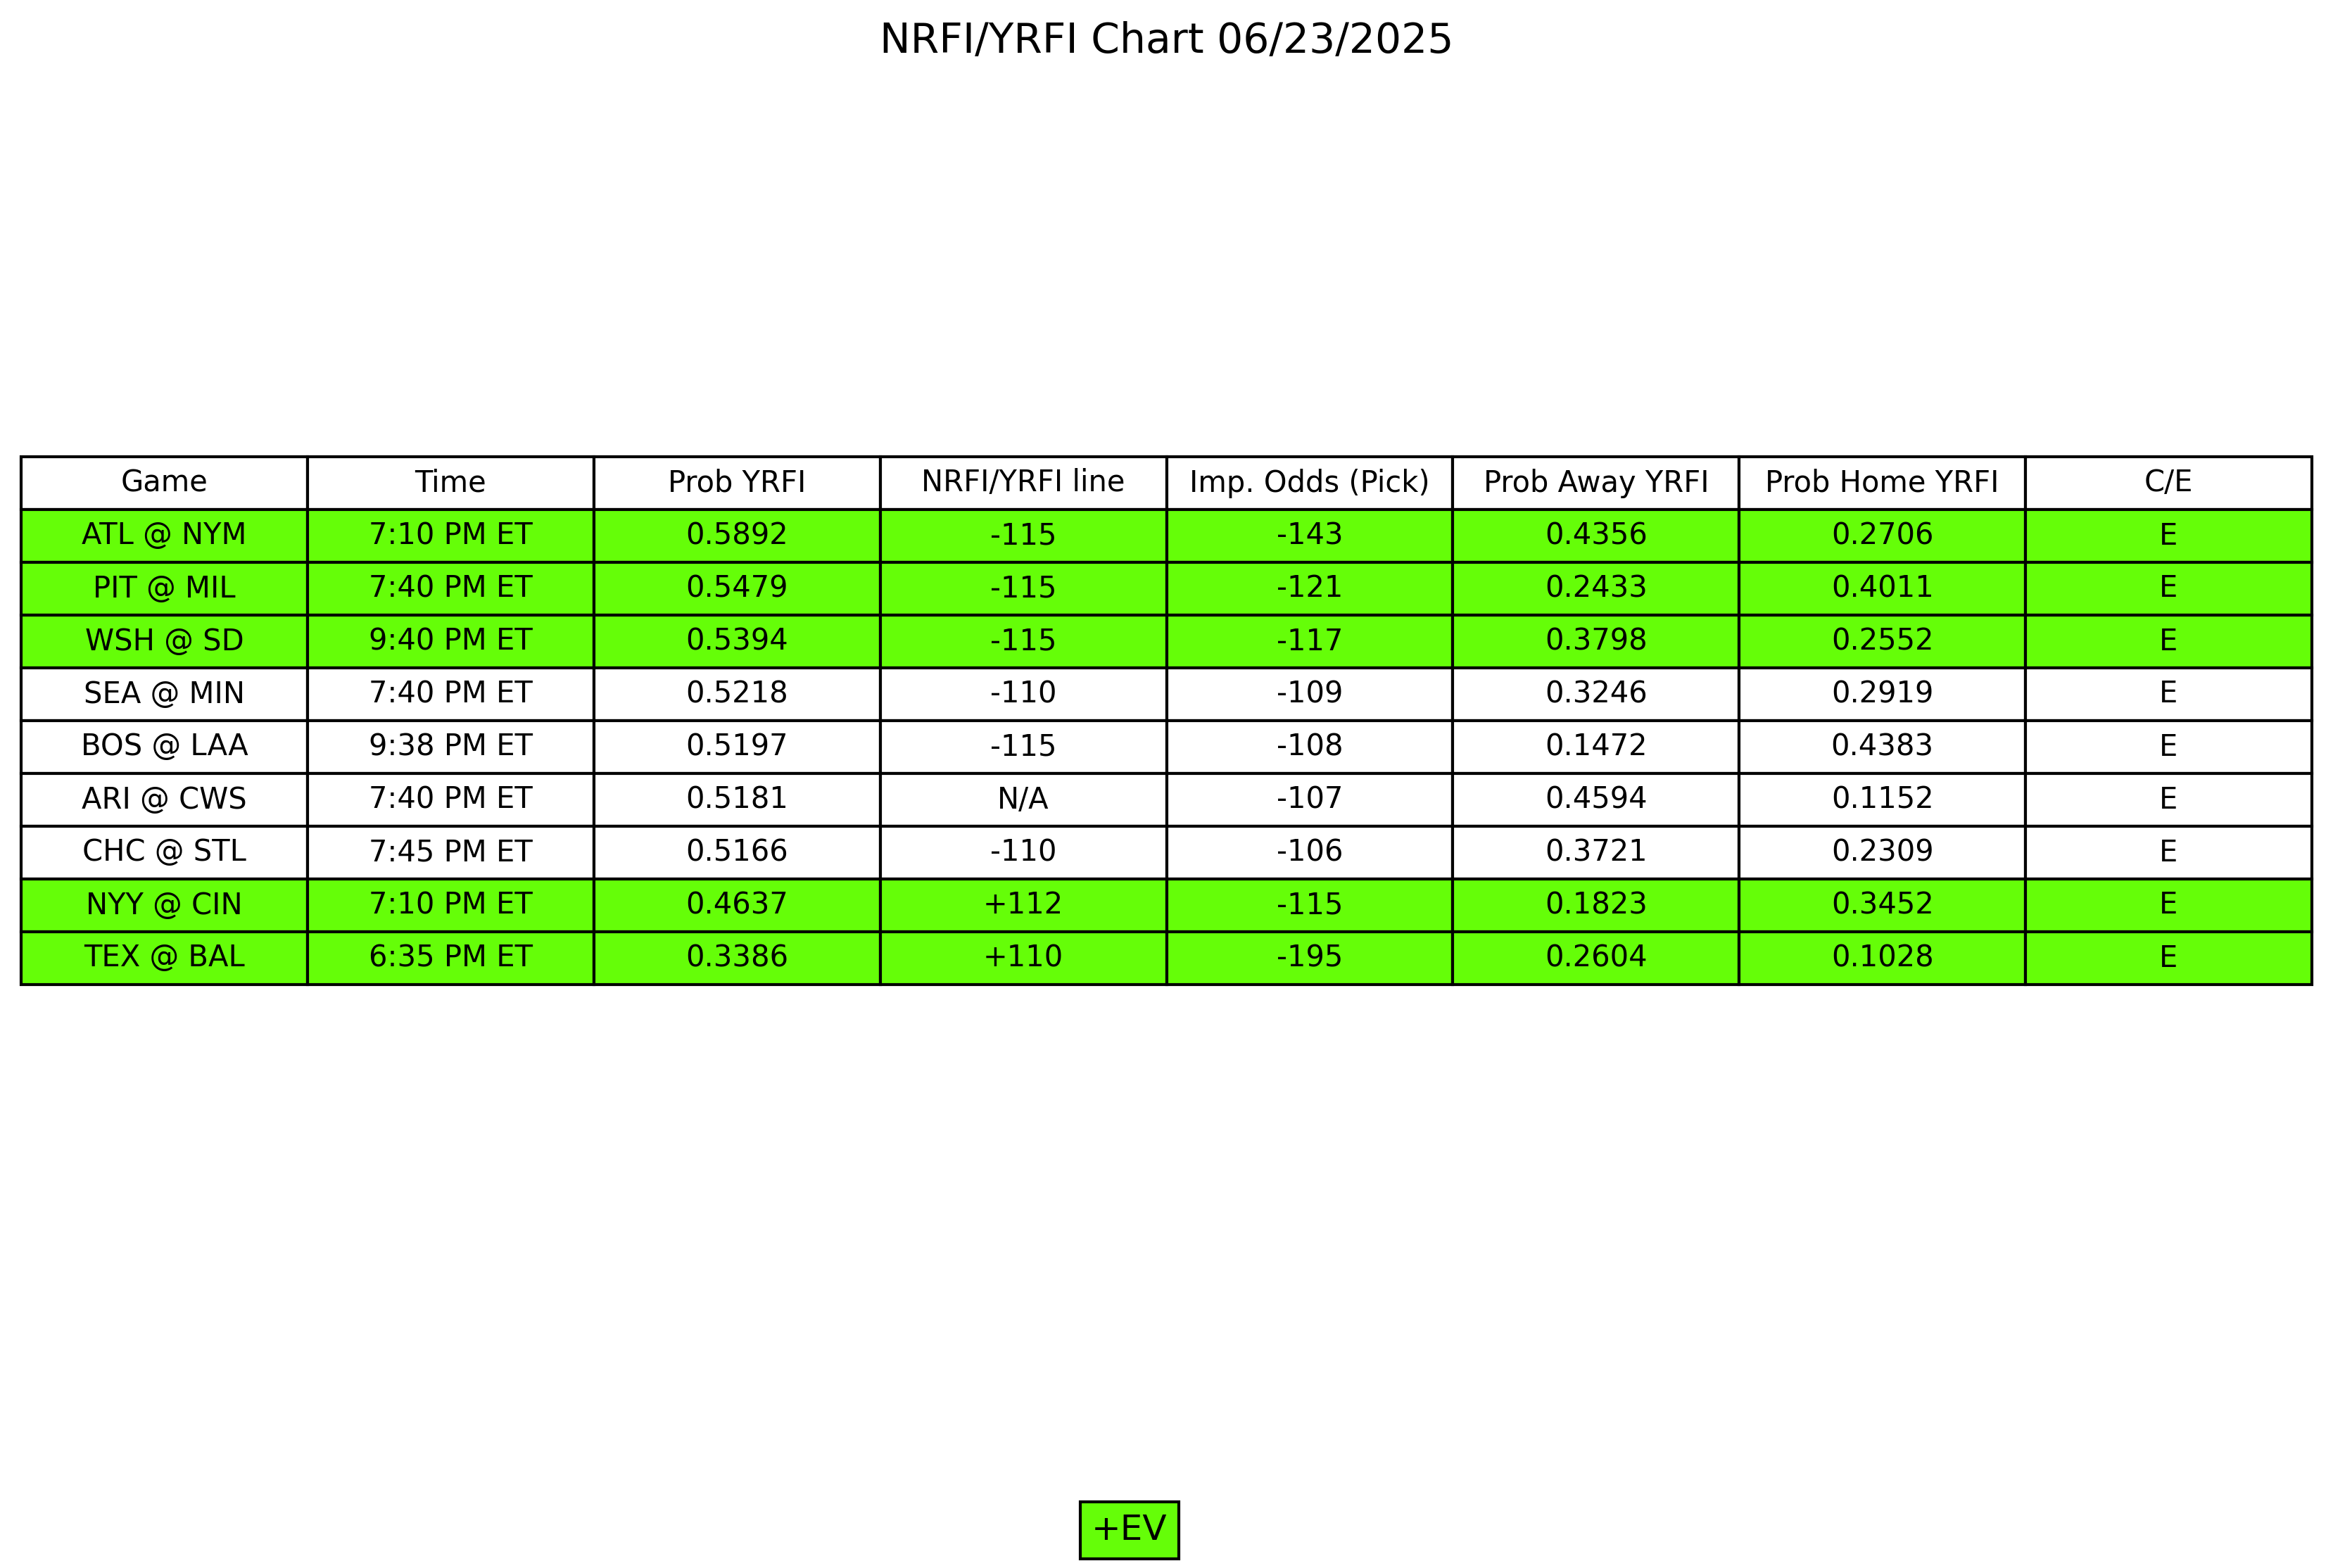 NRFI/YRFI Chart 06/23/2025
Game Time Prob YRFI NRFI/YRFI line Imp. Odds (Pick) Prob Away YRFI Prob Home YRFI C/E
ATL @ NYM 7:10 PM ET 0.5892 -115 -143 0.4356 0.2706 E
PIT @ MIL 7:40 PM ET 0.5479 -115 -121 0.2433 0.4011 E
WSH @ SD 9:40 PM ET 0.5394 -115 -117 0.3798 0.2552 E
SEA @ MIN 7:40 PM ET 0.5218 -110 -109 0.3246 0.2919 E
BOS @ LAA 9:38 PM ET 0.5197 -115 -108 0.1472 0.4383 E
ARI @ CWS 7:40 PM ET 0.5181 N/A -107 0.4594 0.1152 E
CHC @ STL 7:45 PM ET 0.5166 -110 -106 0.3721 0.2309 E
NYY @ CIN 7:10 PM ET 0.4637 +112 -115 0.1823 0.3452 E
TEX @ BAL 6:35 PM ET 0.3386 +110 -195 0.2604 0.1028 E
+EV